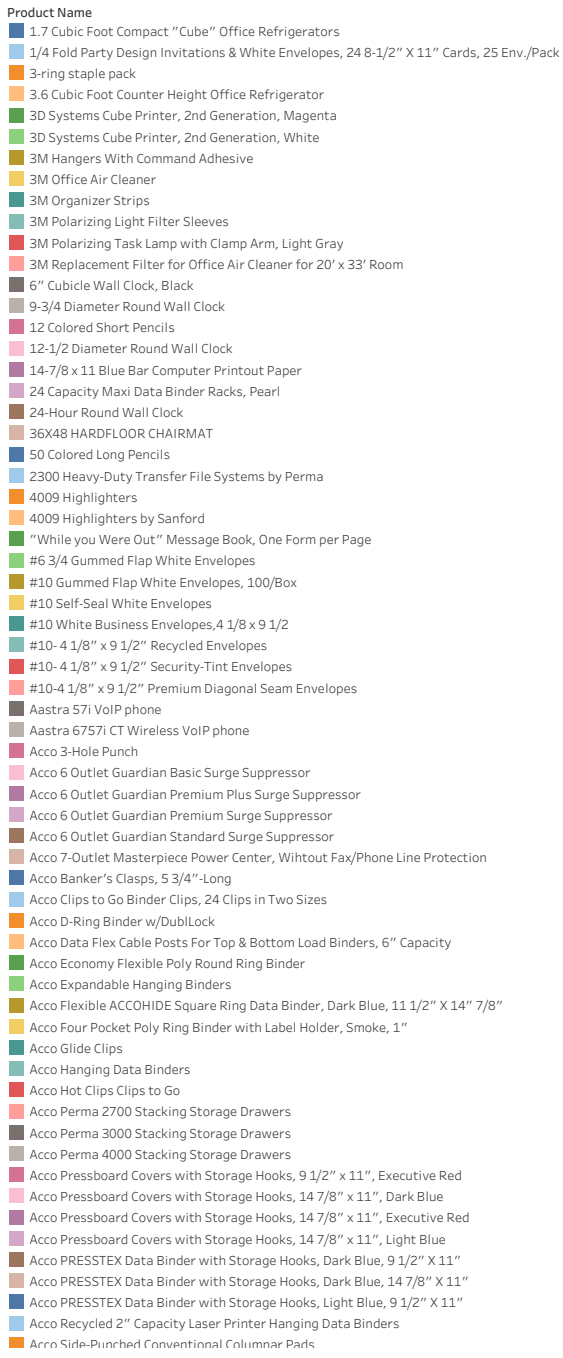 Product Name
1.7 Cubic Foot Compact "Cube" Office Refrigerators
1/4 Fold Party Design Invitations & White Envelopes, 24 8-1/2" X 11" Cards, 25 Env./Pack
3-ring staple pack
3.6 Cubic Foot Counter Height Office Refrigerator
3D Systems Cube Printer, 2nd Generation, Magenta
3D Systems Cube Printer, 2nd Generation, White
3M Hangers With Command Adhesive
3M Office Air Cleaner
3M Organizer Strips
3M Polarizing Light Filter Sleeves
3M Polarizing Task Lamp with Clamp Arm, Light Gray
3M Replacement Filter for Office Air Cleaner for 20' x 33' Room
6" Cubicle Wall Clock, Black
9-3/4 Diameter Round Wall Clock
12 Colored Short Pencils
12-1/2 Diameter Round Wall Clock
14-7/8 x 11 Blue Bar Computer Printout Paper
24 Capacity Maxi Data Binder Racks, Pearl
24-Hour Round Wall Clock
36X48 HARDFLOOR CHAIRMAT
50 Colored Long Pencils
2300 Heavy-Duty Transfer File Systems by Perma
4009 Highlighters
4009 Highlighters by Sanford
"While you Were Out" Message Book, One Form per Page
#6 3/4 Gummed Flap White Envelopes
#10 Gummed Flap White Envelopes, 100/Box
#10 Self-Seal White Envelopes
#10 White Business Envelopes,4 1/8 x 9 1/2
#10- 4 1/8" x 9 1/2" Recycled Envelopes
#10- 4 1/8" x 9 1/2" Security-Tint Envelopes
#10-4 1/8" x 9 1/2" Premium Diagonal Seam Envelopes
Aastra 57i VoIP phone
Aastra 6757i CT Wireless VoIP phone
Acco 3-Hole Punch
Acco 6 Outlet Guardian Basic Surge Suppressor
Acco 6 Outlet Guardian Premium Plus Surge Suppressor
Acco 6 Outlet Guardian Premium Surge Suppressor
Acco 6 Outlet Guardian Standard Surge Suppressor
Acco 7-Outlet Masterpiece Power Center, Wihtout Fax/Phone Line Protection
Acco Banker's Clasps, 5 3/4"-Long
Acco Clips to Go Binder Clips, 24 Clips in Two Sizes
Acco D-Ring Binder w/DublLock
Acco Data Flex Cable Posts For Top & Bottom Load Binders, 6" Capacity
Acco Economy Flexible Poly Round Ring Binder
Acco Expandable Hanging Binders
Acco Flexible ACCOHIDE Square Ring Data Binder, Dark Blue, 11 1/2" X 14" 7/8"
Acco Four Pocket Poly Ring Binder with Label Holder, Smoke, 1"
Acco Glide Clips
Acco Hanging Data Binders
Acco Hot Clips Clips to Go
Acco Perma 2700 Stacking Storage Drawers
Acco Perma 3000 Stacking Storage Drawers
Acco Perma 4000 Stacking Storage Drawers
Acco Pressboard Covers with Storage Hooks, 9 1/2" x 11", Executive Red
Acco Pressboard Covers with Storage Hooks, 14 7/8" x 11", Dark Blue
Acco Pressboard Covers with Storage Hooks, 14 7/8" x 11", Executive Red
Acco Pressboard Covers with Storage Hooks, 14 7/8" x 11", Light Blue
Acco PRESSTEX Data Binder with Storage Hooks, Dark Blue, 9 1/2" X 11"
Acco PRESSTEX Data Binder with Storage Hooks, Dark Blue, 14 7/8" X 11"
Acco PRESSTEX Data Binder with Storage Hooks, Light Blue, 9 1/2" X 11"
Acco Recycled 2" Capacity Laser Printer Hanging Data Binders
Acco Side-Punched Conventional Columnar Pads